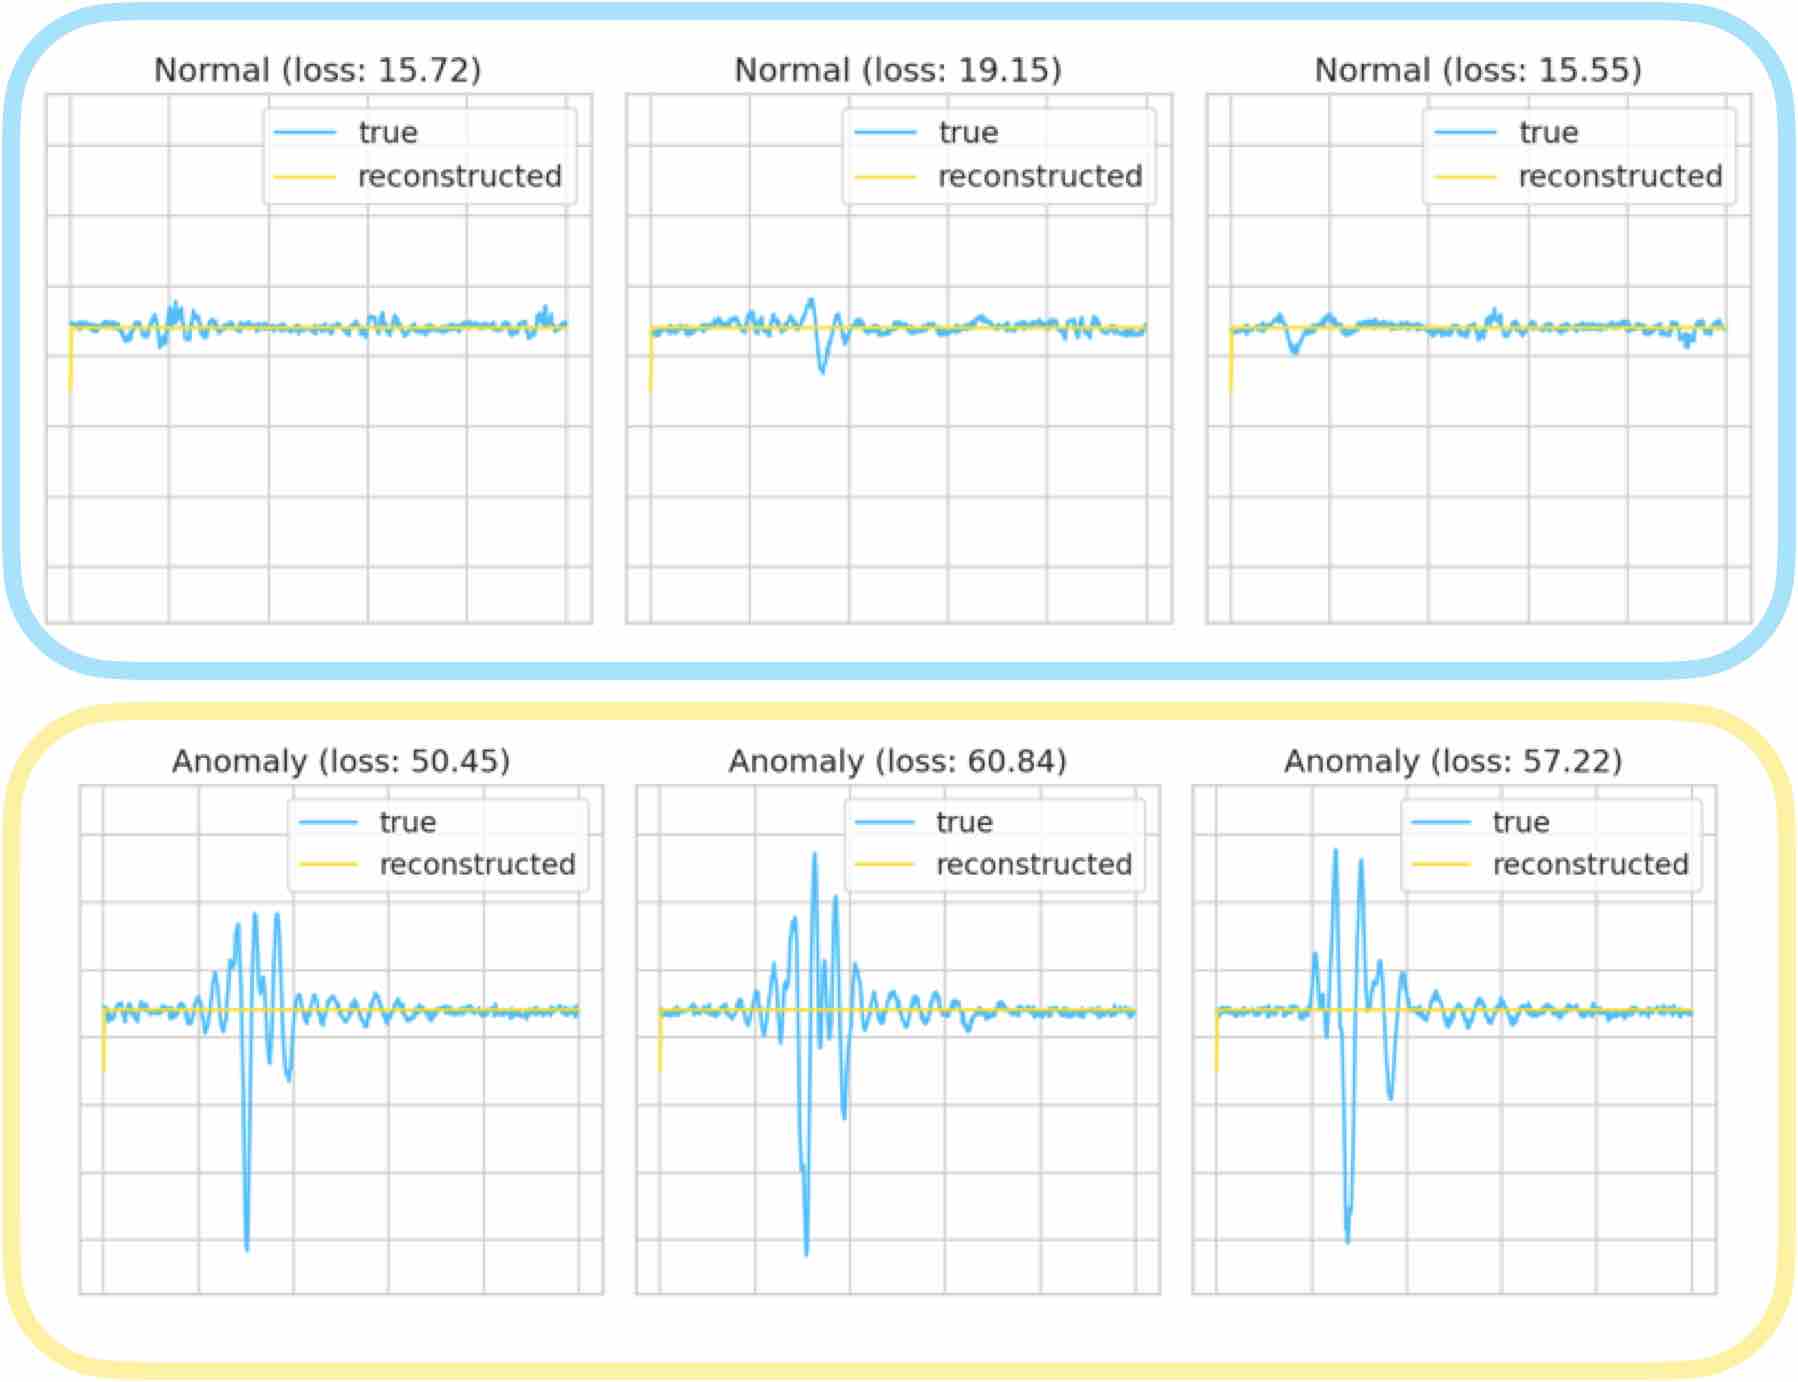 Normal (loss: 15.72)
true
reconstructed
Normal (loss: 19.15)
true
reconstructed
Normal (loss: 15.55)
true
reconstructed
Anomaly (loss: 50.45)
true
reconstructed
Anomaly (loss: 60.84)
true
reconstructed
Anomaly (loss: 57.22)
true
reconstructed